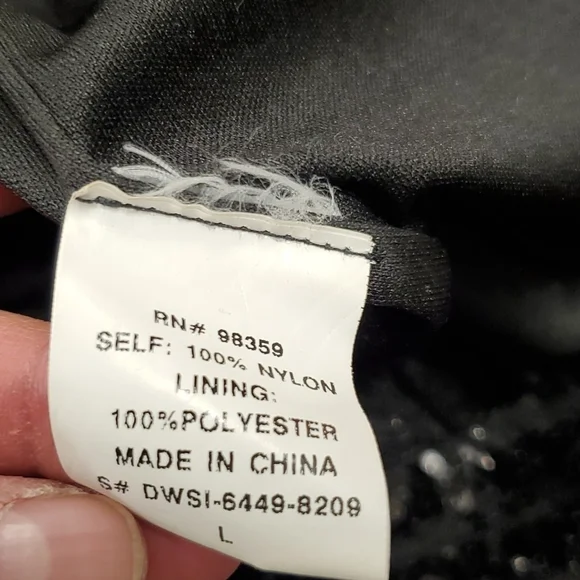 RN# 98359
SELF: 100% NYLON
LINING:
100%POLYESTER
MADE IN CHINA
S# DWSI-6449-8209
L